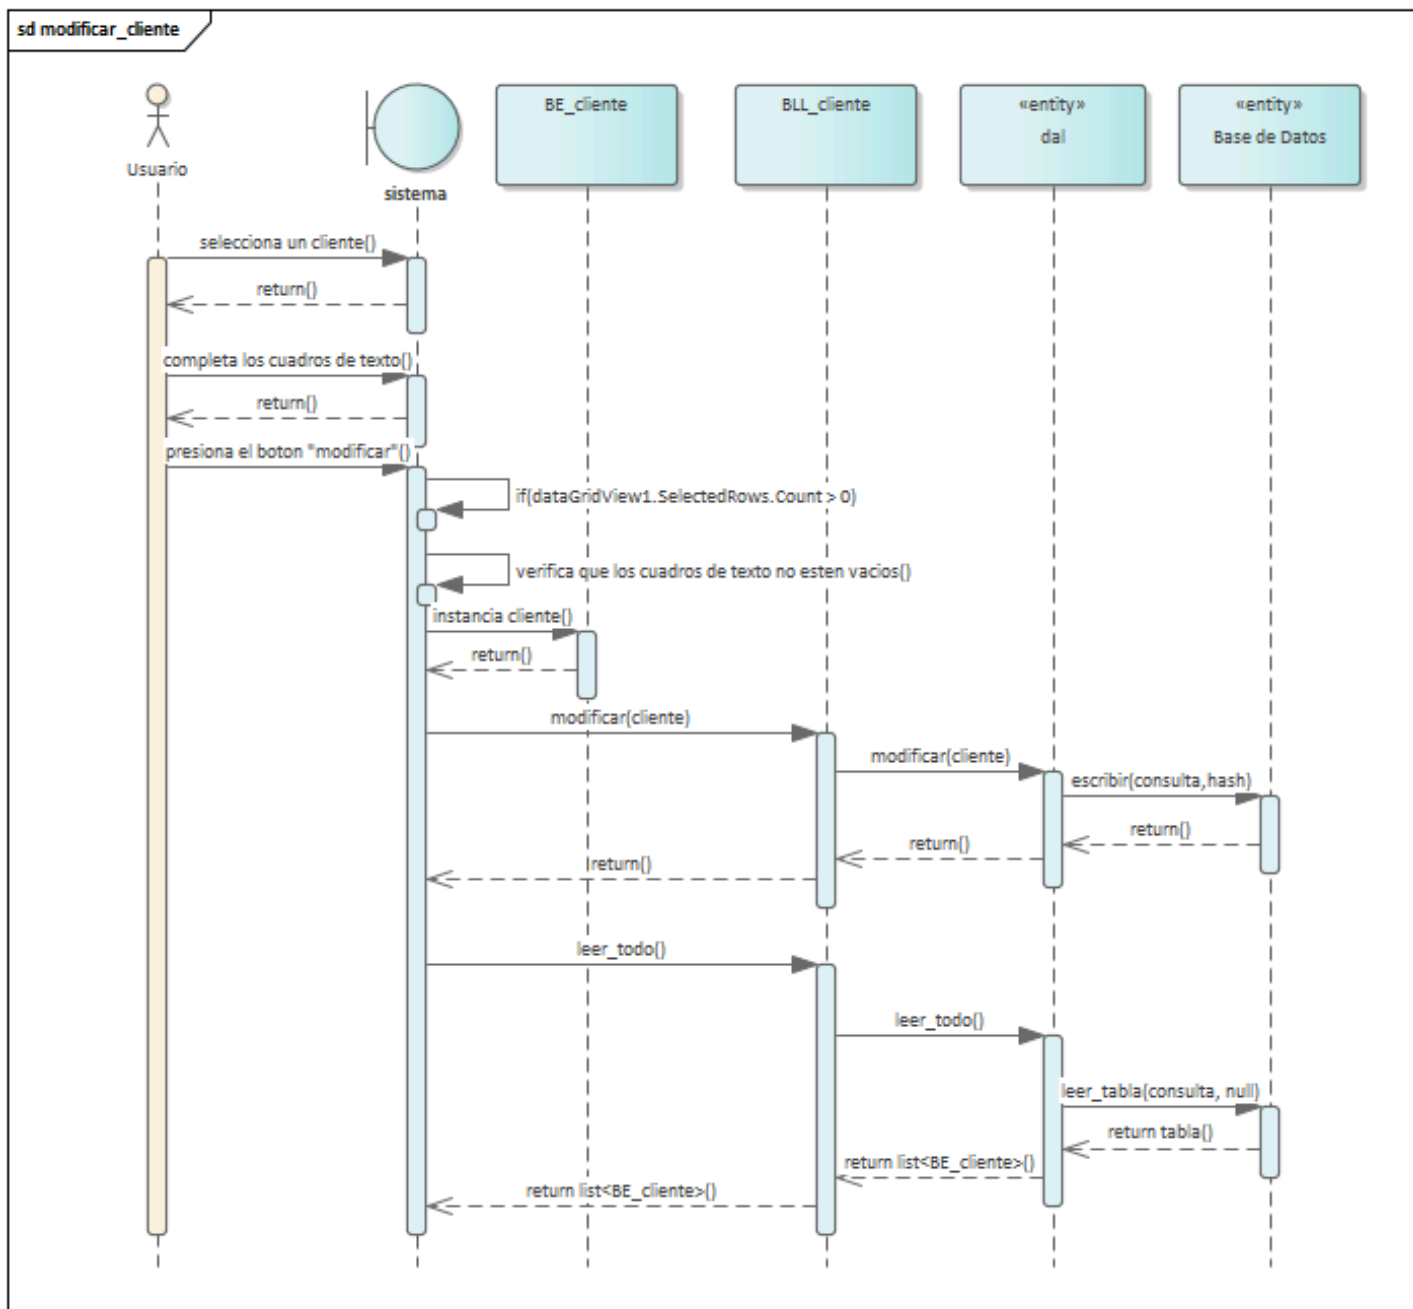 sd modificar_cliente
Usuario
sistema
BE_cliente
BLL_cliente
«entity»
dal
«entity»
Base de Datos
selecciona un cliente()
return()
completa los cuadros de texto()
return()
presiona el boton "modificar"()
if(dataGridView1.SelectedRows.Count > 0)
verifica que los cuadros de texto no esten vacios()
instancia cliente()
return()
modificar(cliente)
modificar(cliente)
escribir(consulta,hash)
return()
return()
return()
leer_todo()
leer_todo()
leer_tabla(consulta, null)
return tabla()
return list<BE_cliente>()
return list<BE_cliente>()